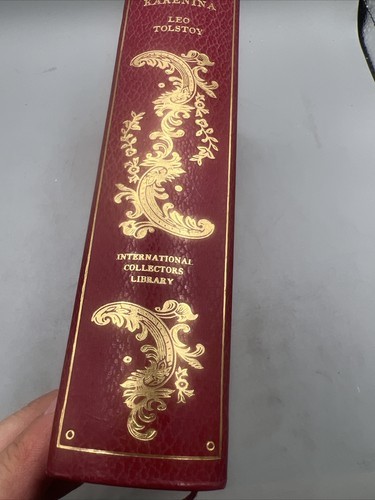 KARENINA
LEO
TOLSTOY
INTERNATIONAL
COLLECTORS
LIBRARY